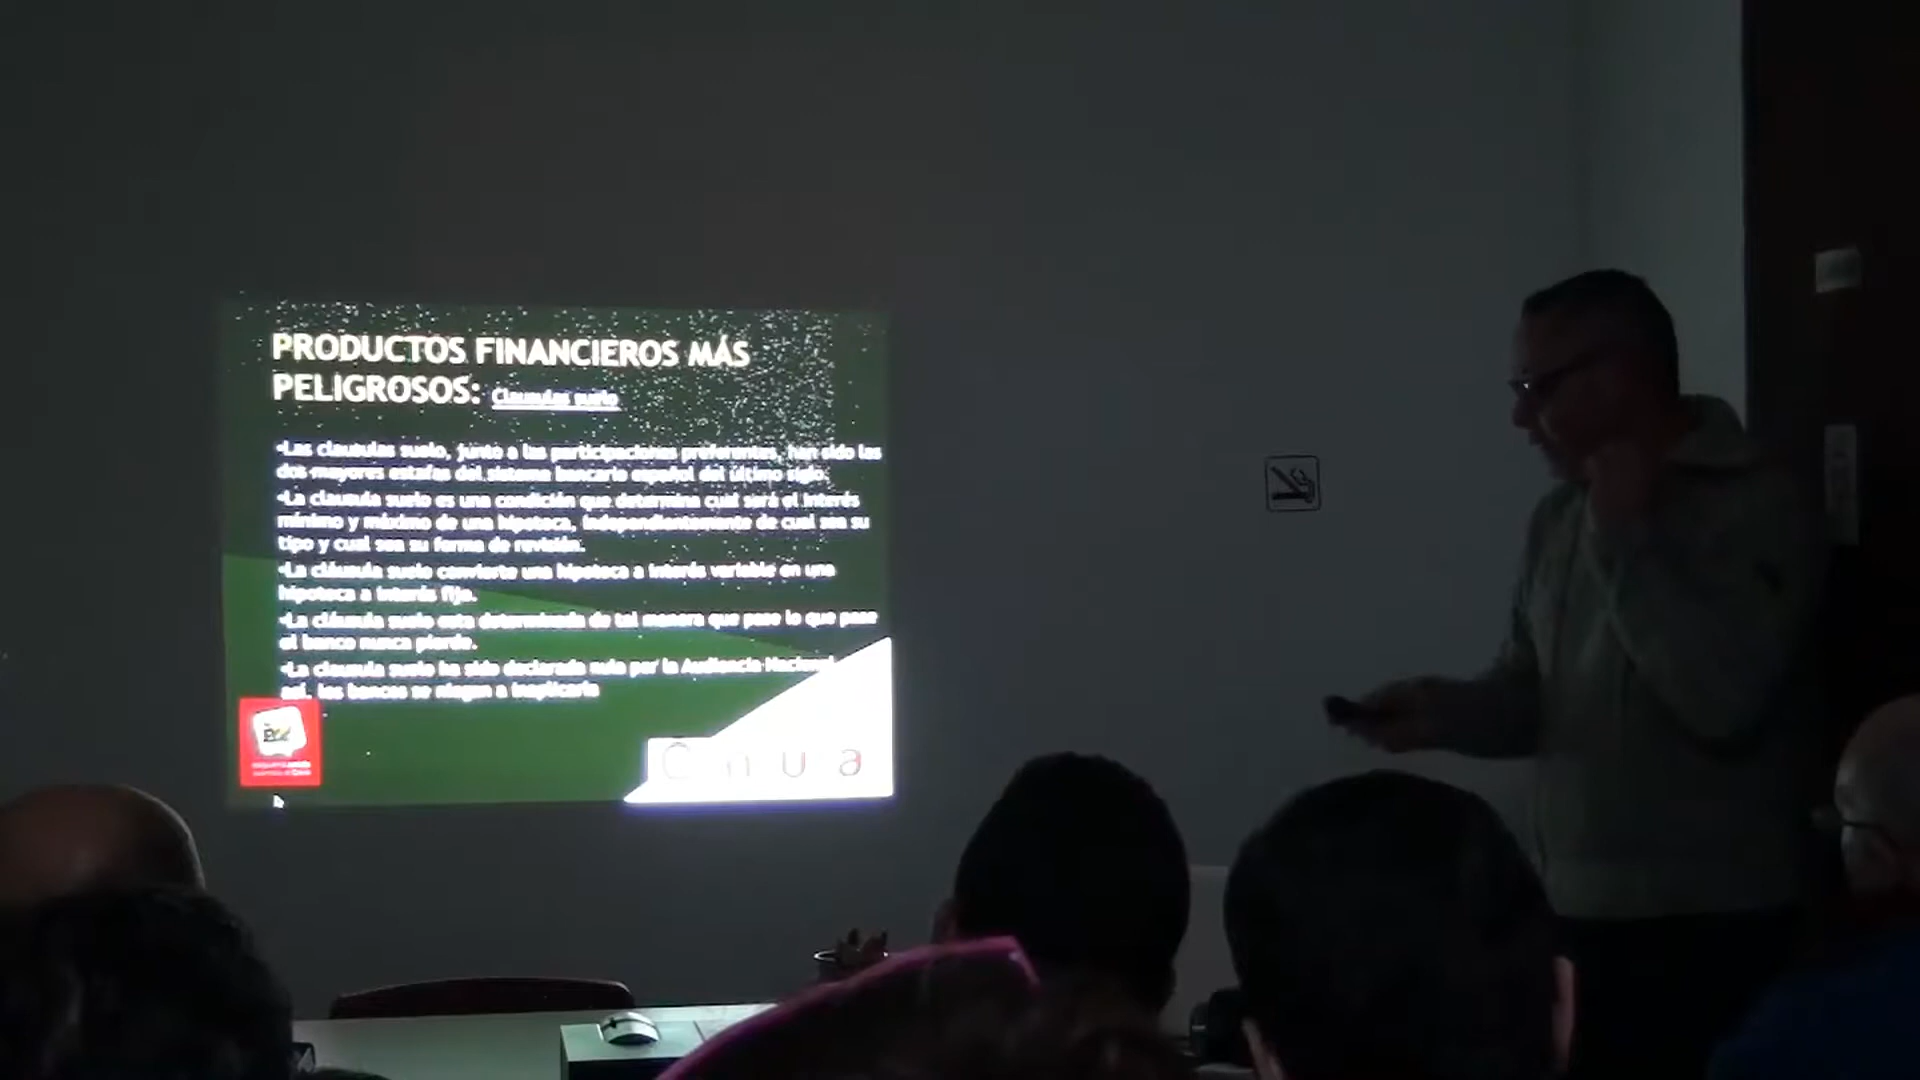 PRODUCTOS FINANCIEROS MÁS
PELIGROSOS: Clausulas suelo
•Las clausulas suelo, junto a las participaciones preferentes, han sido las
dos mayores estafas del sistema bancario español del último siglo.
•La clausula suelo es una condición que determina cual será el interés
mínimo y máximo de una hipoteca, independientemente de cual sea su
tipo y cual sea su forma de revisión.
•La cláusula suelo convierte una hipoteca a interés variable en una
hipoteca a interés fijo.
•La cláusula suelo esta determinada de tal manera que pase lo que pase
el banco nunca pierde.
•La clausula suelo ha sido declarada nula por la Audiencia Nacional
así, los bancos se niegan a inaplicarla
n u a